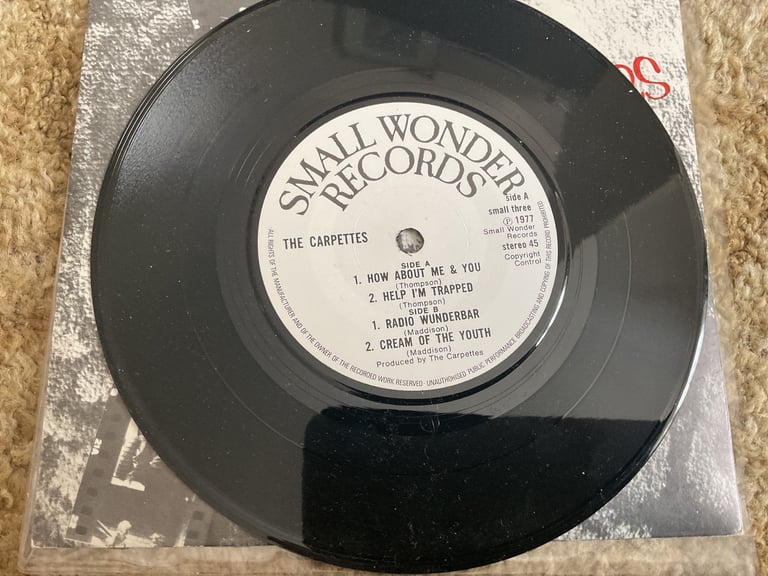 SMALL WONDER
RECORDS
side A
small three
Ⓟ 1977
Small Wonder
Records
stereo 45
Copyright
Control
THE CARPETTES
SIDE A
1. HOW ABOUT ME & YOU
(Thompson)
2. HELP I'M TRAPPED
(Thompson)
SIDE B
1. RADIO WUNDERBAR
(Maddison)
2. CREAM OF THE YOUTH
(Maddison)
Produced by The Carpettes
ALL RIGHTS OF THE MANUFACTURER AND OF THE OWNER OF THE RECORDED WORK RESERVED · UNAUTHORISED PUBLIC PERFORMANCE BROADCASTING AND COPYING OF THIS RECORD PROHIBITED